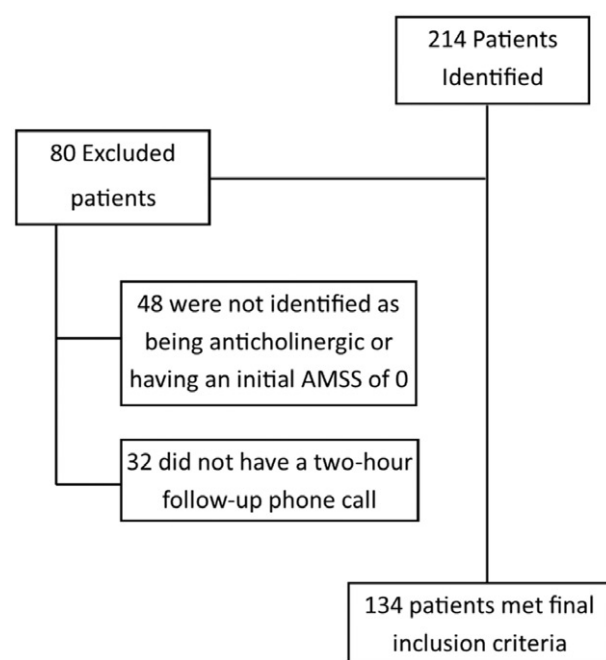 214 Patients
Identified
80 Excluded
patients
48 were not identified as
being anticholinergic or
having an initial AMSS of 0
32 did not have a two-hour
follow-up phone call
134 patients met final
inclusion criteria